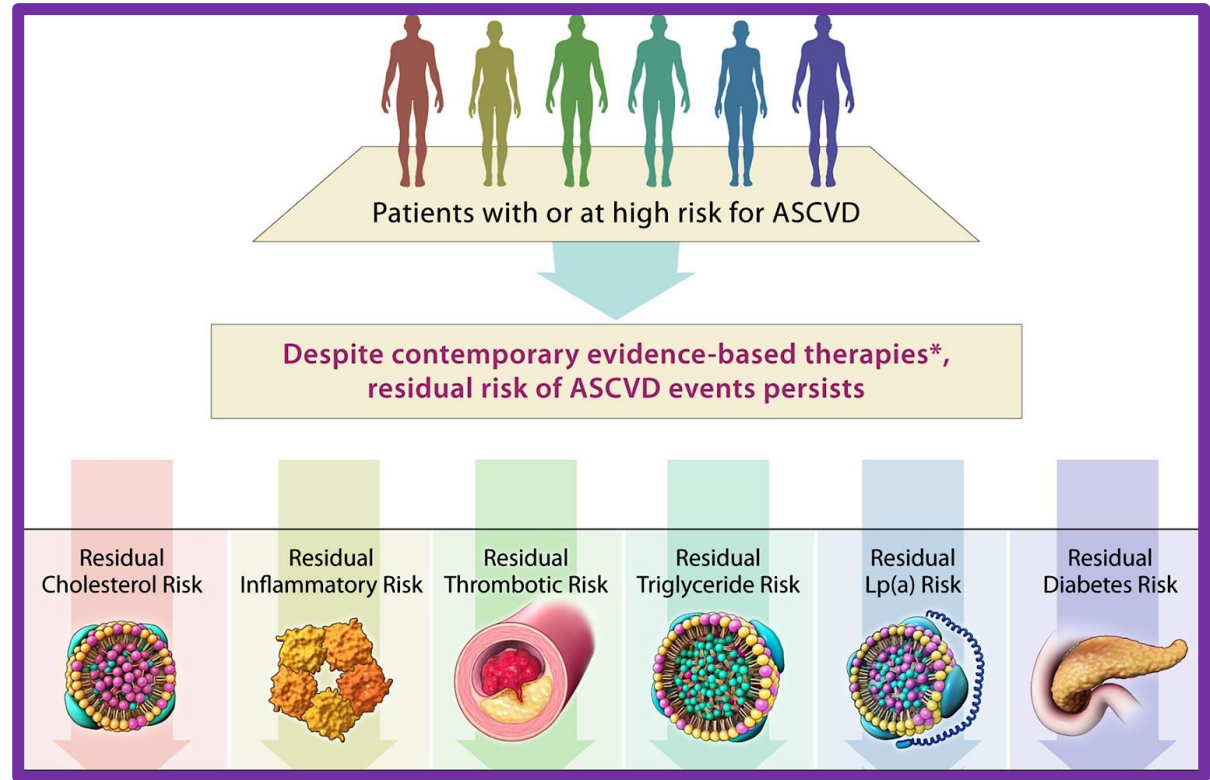 Patients with or at high risk for ASCVD
Despite contemporary evidence-based therapies*,
residual risk of ASCVD events persists
Residual
Cholesterol Risk
Residual
Inflammatory Risk
Residual
Thrombotic Risk
Residual
Triglyceride Risk
Residual
Lp(a) Risk
Residual
Diabetes Risk